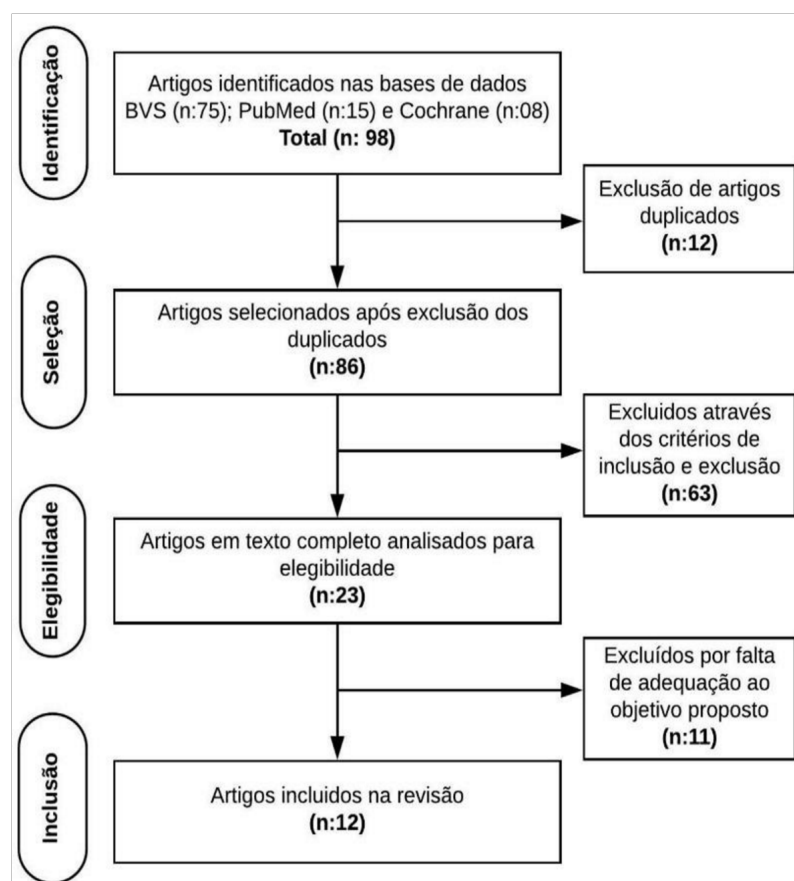 Identificação
Artigos identificados nas bases de dados
BVS (n:75); PubMed (n:15) e Cochrane (n:08)
Total (n: 98)
Exclusão de artigos
duplicados
(n:12)
Seleção
Artigos selecionados após exclusão dos
duplicados
(n:86)
Excluidos através
dos critérios de
inclusão e exclusão
(n:63)
Elegibilidade
Artigos em texto completo analisados para
elegibilidade
(n:23)
Excluídos por falta
de adequação ao
objetivo proposto
(n:11)
Inclusão
Artigos incluidos na revisão
(n:12)